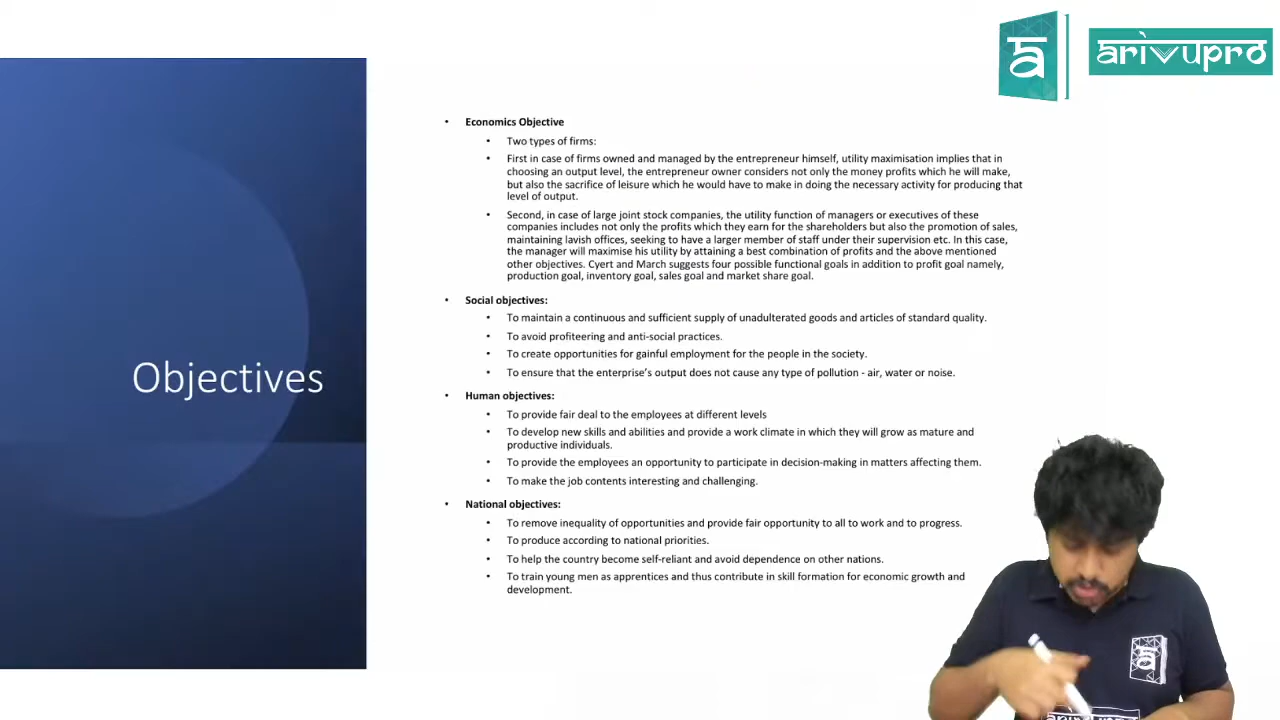 ā
arivupro
Economics Objective
Two types of firms:
First in case of firms owned and managed by the entrepreneur himself, utility maximisation implies that in
choosing an output level, the entrepreneur owner considers not only the money profits which he will make,
but also the sacrifice of leisure which he would have to make in doing the necessary activity for producing that
level of output.
Second, in case of large joint stock companies, the utility function of managers or executives of these
companies includes not only the profits which they earn for the shareholders but also the promotion of sales,
maintaining lavish offices, seeking to have a larger member of staff under their supervision etc. In this case,
the manager will maximise his utility by attaining a best combination of profits and the above mentioned
other objectives. Cyert and March suggests four possible functional goals in addition to profit goal namely,
production goal, inventory goal, sales goal and market share goal.
Social objectives:
To maintain a continuous and sufficient supply of unadulterated goods and articles of standard quality.
To avoid profiteering and anti-social practices.
To create opportunities for gainful employment for the people in the society.
To ensure that the enterprise's output does not cause any type of pollution - air, water or noise.
Objectives
Human objectives:
To provide fair deal to the employees at different levels
To develop new skills and abilities and provide a work climate in which they will grow as mature and
productive individuals.
To provide the employees an opportunity to participate in decision-making in matters affecting them.
To make the job contents interesting and challenging.
National objectives:
To remove inequality of opportunities and provide fair opportunity to all to work and to progress.
To produce according to national priorities.
To help the country become self-reliant and avoid dependence on other nations.
To train young men as apprentices and thus contribute in skill formation for economic growth and
development.
ā